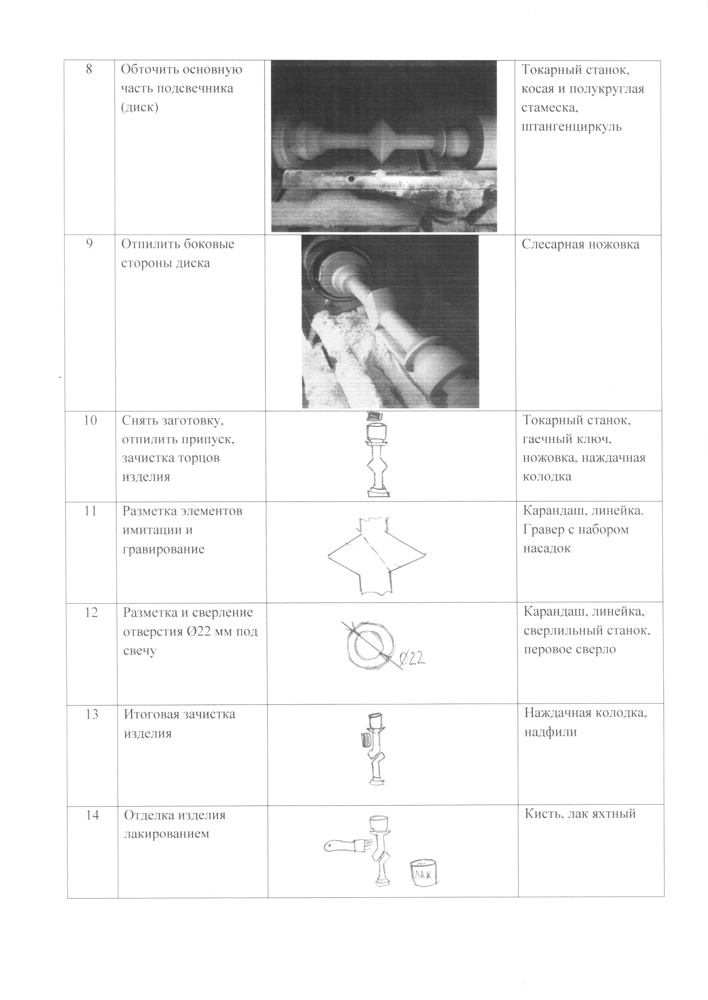 8
Обточить основную
часть подсвечника
(диск)
Токарный станок,
косая и полукруглая
стамеска,
штангенциркуль
9
Отпилить боковые
стороны диска
Слесарная ножовка
10
Снять заготовку,
отпилить припуск,
зачистка торцов
изделия
Токарный станок,
гаечный ключ,
ножовка, наждачная
колодка
11
Разметка элементов
имитации и
гравирование
Карандаш, линейка.
Гравер с набором
насадок
12
Разметка и сверление
отверстия Ø22 мм под
свечу
Ø22
Карандаш, линейка,
сверлильный станок,
перовое сверло
13
Итоговая зачистка
изделия
Наждачная колодка,
надфили
14
Отделка изделия
лакированием
ЛАК
Кисть, лак яхтный